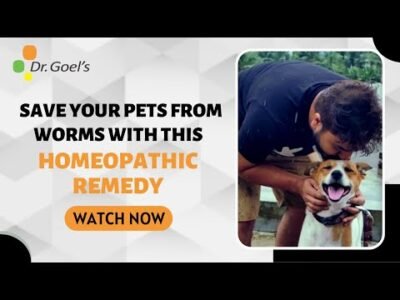 Dr. Goel's
SAVE YOUR PETS FROM
WORMS WITH THIS
HOMEOPATHIC
REMEDY
WATCH NOW